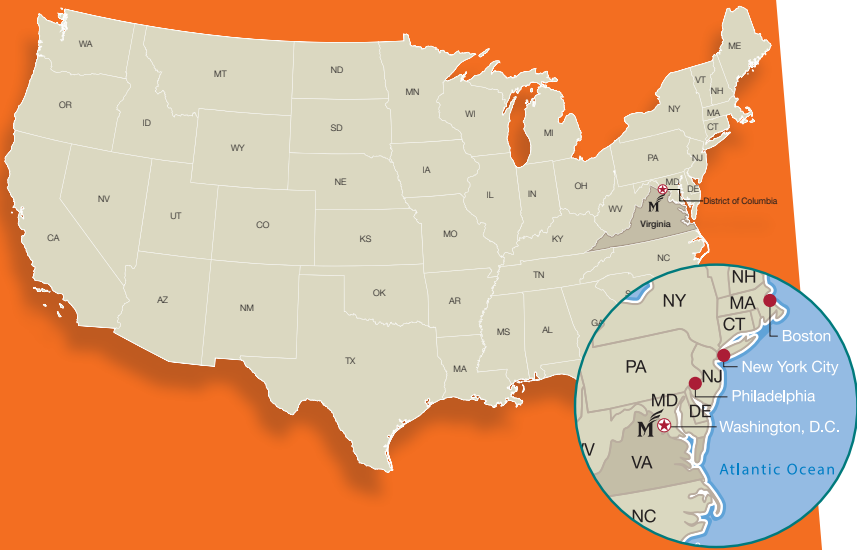 WA
MT
ND
MN
ME
VT
NH
OR
ID
SD
WI
MI
NY
MA
CT
WY
IA
PA
NJ
NV
NE
IL
IN
OH
MD
DE
District of Columbia
UT
CO
WV
M
Virginia
CA
KS
MO
KY
NC
AZ
NM
OK
AR
TN
TX
MS
AL
MA
NH
NY
MA
CT
Boston
PA
NJ
New York City
MD
DE
Philadelphia
M
Washington, D.C.
VA
Atlantic Ocean
NC